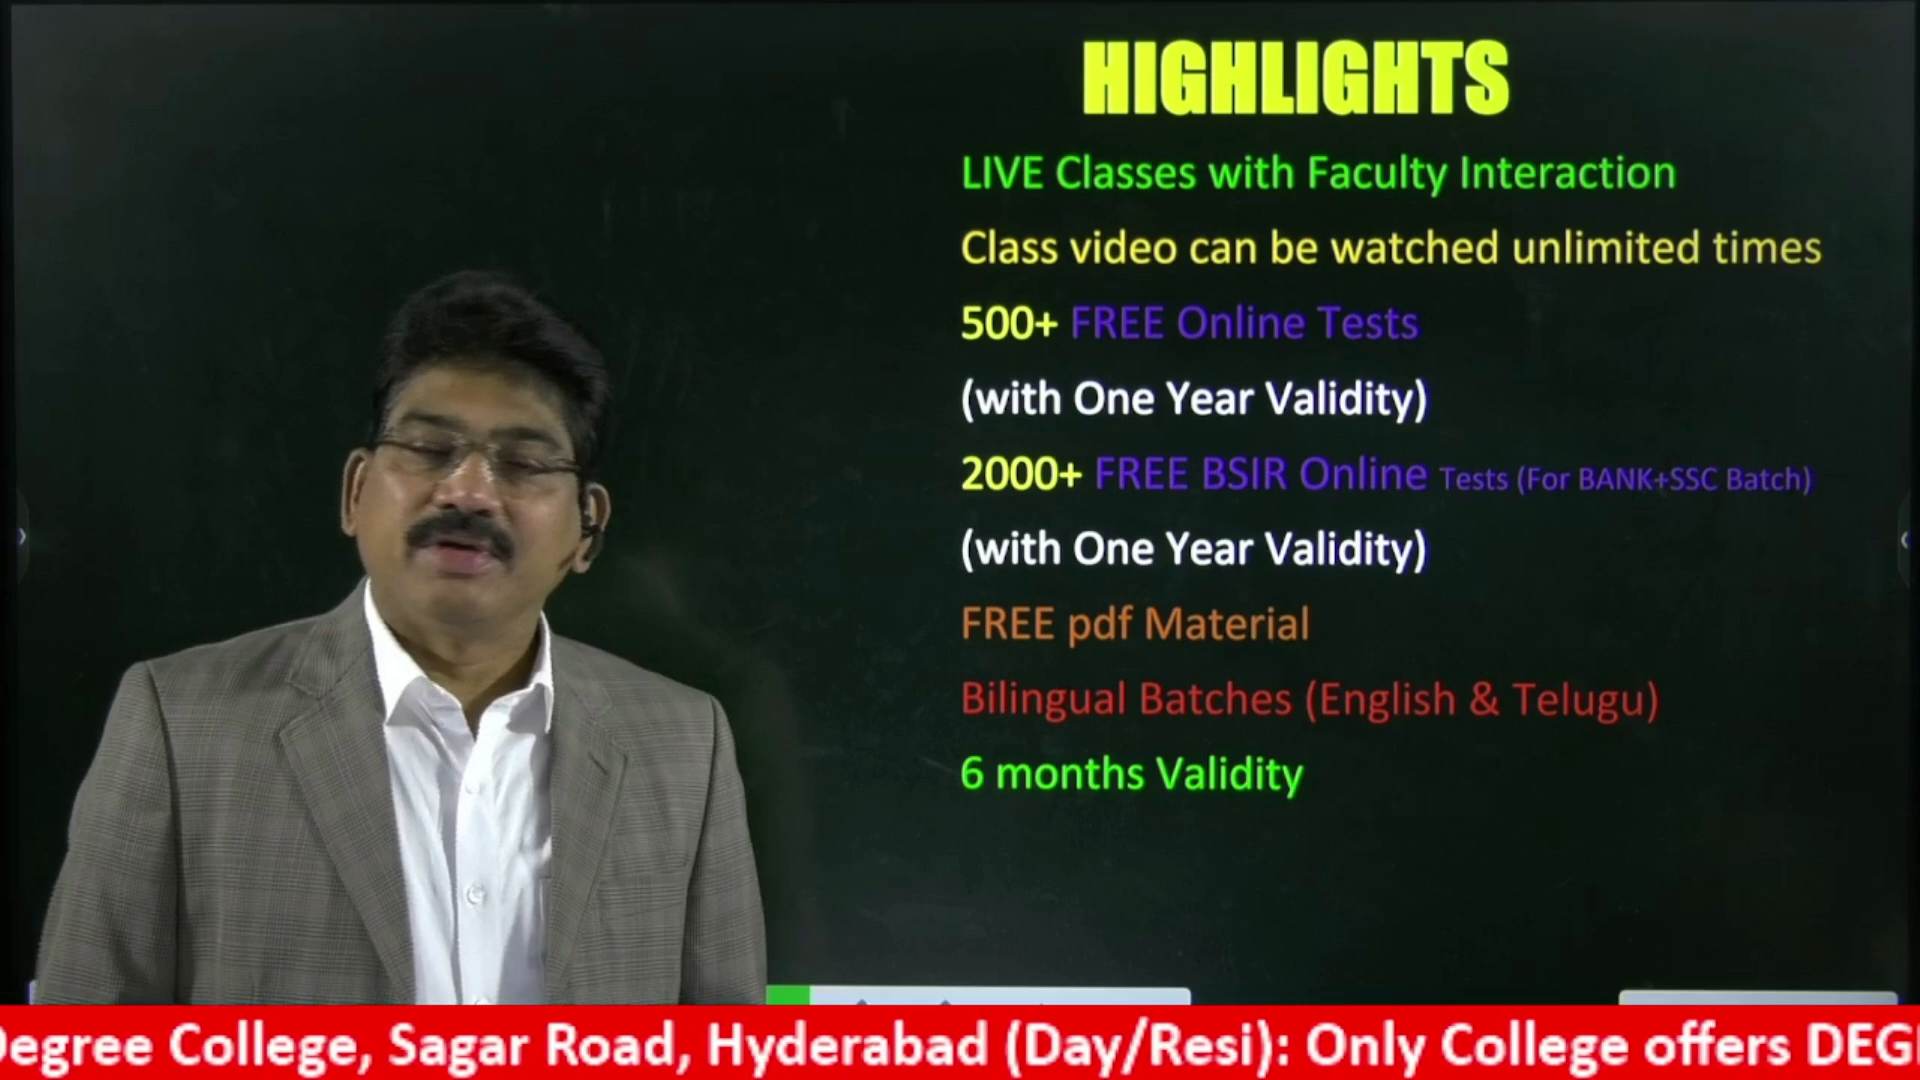 HIGHLIGHTS
LIVE Classes with Faculty Interaction
Class video can be watched unlimited times
500+ FREE Online Tests
(with One Year Validity)
2000+ FREE BSIR Online Tests (For BANK+SSC Batch)
(with One Year Validity)
FREE pdf Material
Bilingual Batches (English & Telugu)
6 months Validity
Degree College, Sagar Road, Hyderabad (Day/Resi): Only College offers